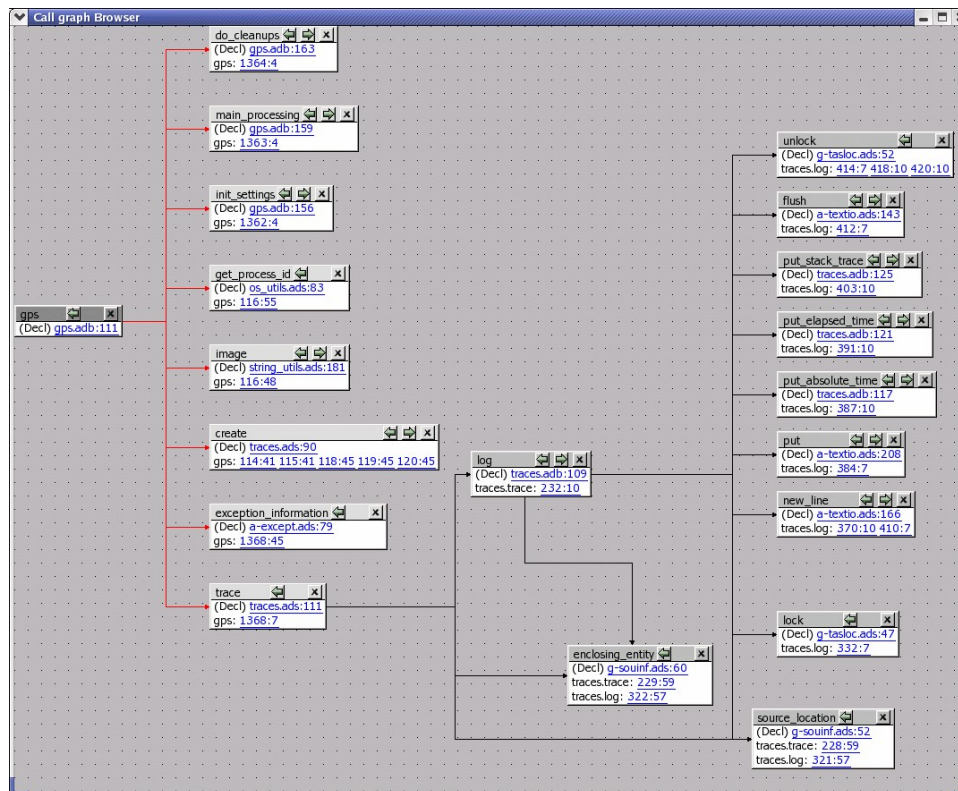 Call graph Browser
do_cleanups
(Decl) gps.adb:163
gps: 1364:4
main_processing
(Decl) gps.adb:159
gps: 1363:4
init_settings
(Decl) gps.adb:156
gps: 1362:4
get_process_id
(Decl) os_utils.ads:83
gps: 116:55
gps
(Decl) gps.adb:111
image
(Decl) string_utils.ads:181
gps: 116:48
create
(Decl) traces.ads:90
gps: 114:41 115:41 118:45 119:45 120:45
exception_information
(Decl) a-except.ads:79
gps: 1368:45
trace
(Decl) traces.ads:111
gps: 1368:7
log
(Decl) traces.adb:109
traces.trace: 232:10
enclosing_entity
(Decl) g-souinf.ads:60
traces.trace: 229:59
traces.log: 322:57
unlock
(Decl) g-tasloc.ads:52
traces.log: 414:7 418:10 420:10
flush
(Decl) a-textio.ads:143
traces.log: 412:7
put_stack_trace
(Decl) traces.adb:125
traces.log: 403:10
put_elapsed_time
(Decl) traces.adb:121
traces.log: 391:10
put_absolute_time
(Decl) traces.adb:117
traces.log: 387:10
put
(Decl) a-textio.ads:208
traces.log: 384:7
new_line
(Decl) a-textio.ads:166
traces.log: 370:10 410:7
lock
(Decl) g-tasloc.ads:47
traces.log: 332:7
source_location
(Decl) g-souinf.ads:52
traces.trace: 228:59
traces.log: 321:57